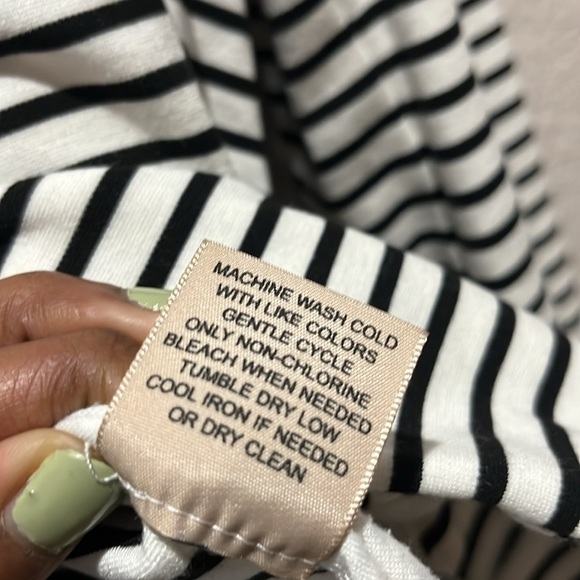 MACHINE WASH COLD
WITH LIKE COLORS
GENTLE CYCLE
ONLY NON-CHLORINE
BLEACH WHEN NEEDED
TUMBLE DRY LOW
COOL IRON IF NEEDED
OR DRY CLEAN